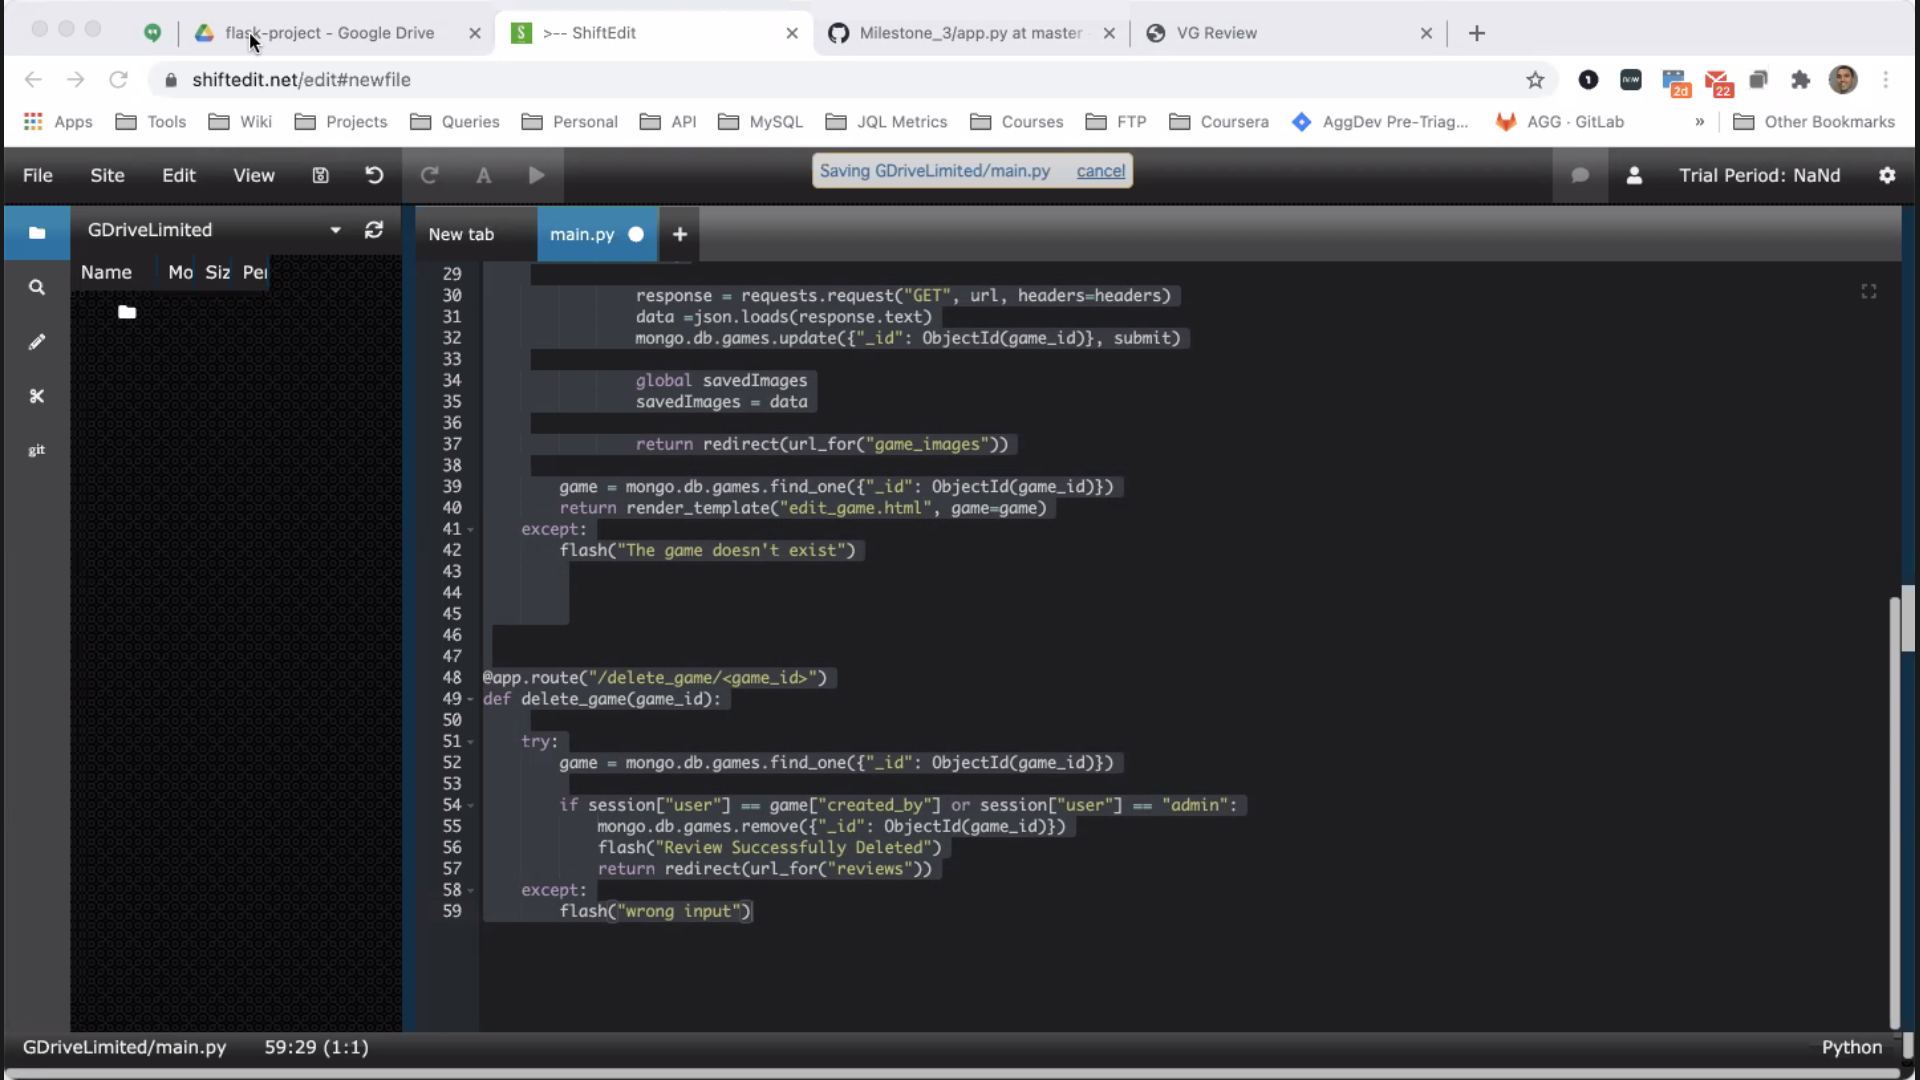 flask-project - Google Drive
S >-- ShiftEdit
Milestone_3/app.py at master
VG Review
shiftedit.net/edit#newfile
now 2d 22
Apps Tools Wiki Projects Queries Personal API MySQL JQL Metrics Courses FTP Coursera AggDev Pre-Triag... AGG · GitLab » Other Bookmarks
File Site Edit View A Saving GDriveLimited/main.py cancel Trial Period: NaNd
GDriveLimited
New tab main.py +
Name Mo Siz Per
git
29
30 response = requests.request("GET", url, headers=headers)
31 data =json.loads(response.text)
32 mongo.db.games.update({"_id": ObjectId(game_id)}, submit)
33
34 global savedImages
35 savedImages = data
36
37 return redirect(url_for("game_images"))
38
39 game = mongo.db.games.find_one({"_id": ObjectId(game_id)})
40 return render_template("edit_game.html", game=game)
41 except:
42 flash("The game doesn't exist")
43
44
45
46
47
48 @app.route("/delete_game/<game_id>")
49 def delete_game(game_id):
50
51 try:
52 game = mongo.db.games.find_one({"_id": ObjectId(game_id)})
53
54 if session["user"] == game["created_by"] or session["user"] == "admin":
55 mongo.db.games.remove({"_id": ObjectId(game_id)})
56 flash("Review Successfully Deleted")
57 return redirect(url_for("reviews"))
58 except:
59 flash("wrong input")
GDriveLimited/main.py 59:29 (1:1) Python